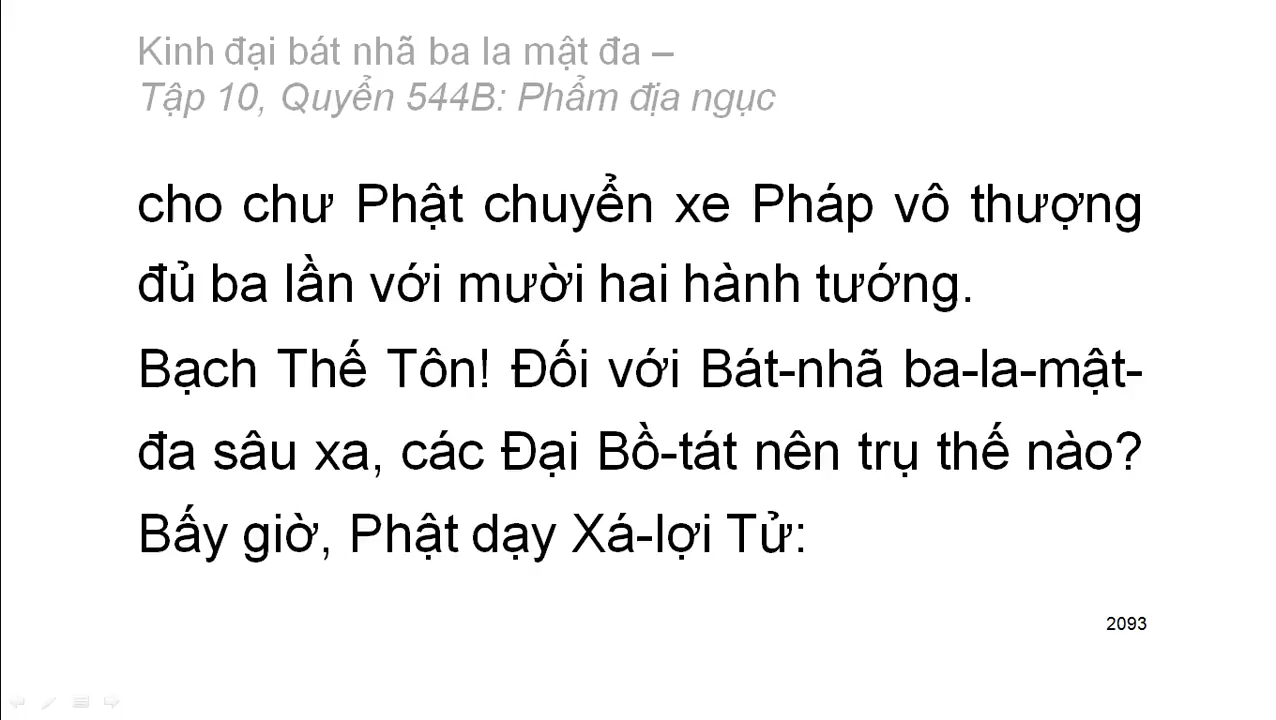 Kinh đại bát nhã ba la mật đa –
Tập 10, Quyển 544B: Phẩm địa ngục
cho chư Phật chuyển xe Pháp vô thượng
đủ ba lần với mười hai hành tướng.
Bạch Thế Tôn! Đối với Bát-nhã ba-la-mật-
đa sâu xa, các Đại Bồ-tát nên trụ thế nào?
Bấy giờ, Phật dạy Xá-lợi Tử:
2093